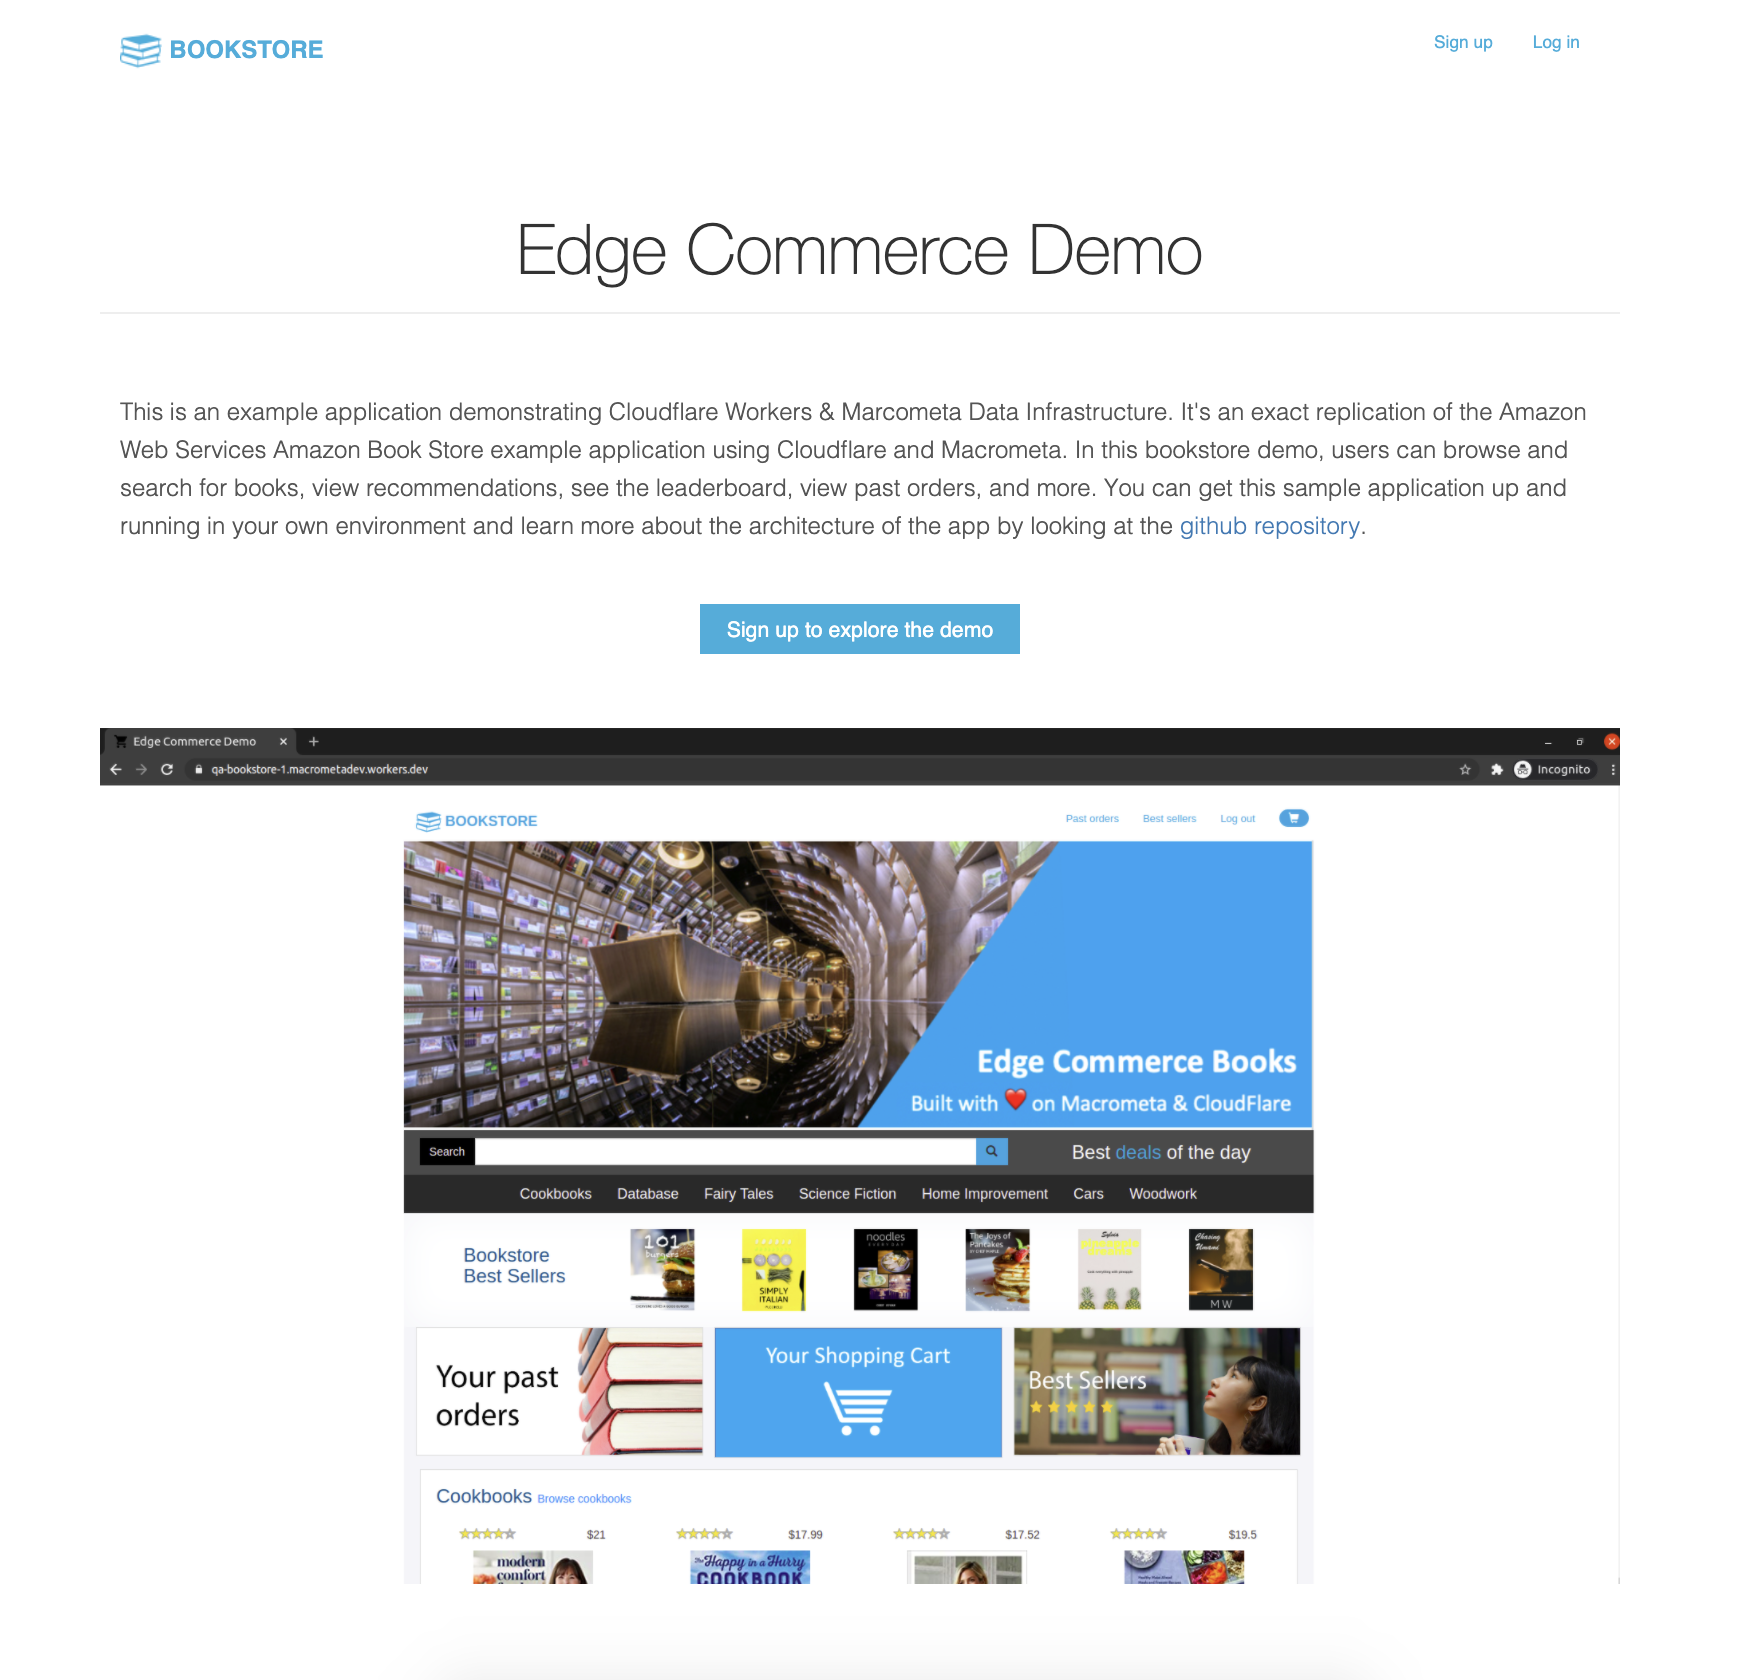 BOOKSTORE
Sign up
Log in
Edge Commerce Demo
This is an example application demonstrating Cloudflare Workers & Marcometa Data Infrastructure. It's an exact replication of the Amazon
Web Services Amazon Book Store example application using Cloudflare and Macrometa. In this bookstore demo, users can browse and
search for books, view recommendations, see the leaderboard, view past orders, and more. You can get this sample application up and
running in your own environment and learn more about the architecture of the app by looking at the github repository.
Sign up to explore the demo
Edge Commerce Demo
qa-bookstore-1.macrometadev.workers.dev
Incognito
BOOKSTORE
Past orders
Best sellers
Log out
Edge Commerce Books
Built with ❤ on Macrometa & CloudFlare
Search
Best deals of the day
Cookbooks
Database
Fairy Tales
Science Fiction
Home Improvement
Cars
Woodwork
Bookstore
Best Sellers
101
burgers
SIMPLY
ITALIAN
noodles
The Joys of
Pancakes
Sylvia
Chasing
Umami
MW
Your past
orders
Your Shopping Cart
Best Sellers
Cookbooks Browse cookbooks
$21
$17.99
$17.52
$19.5
modern
comfort
The Happy in a Hurry
COOKBOOK